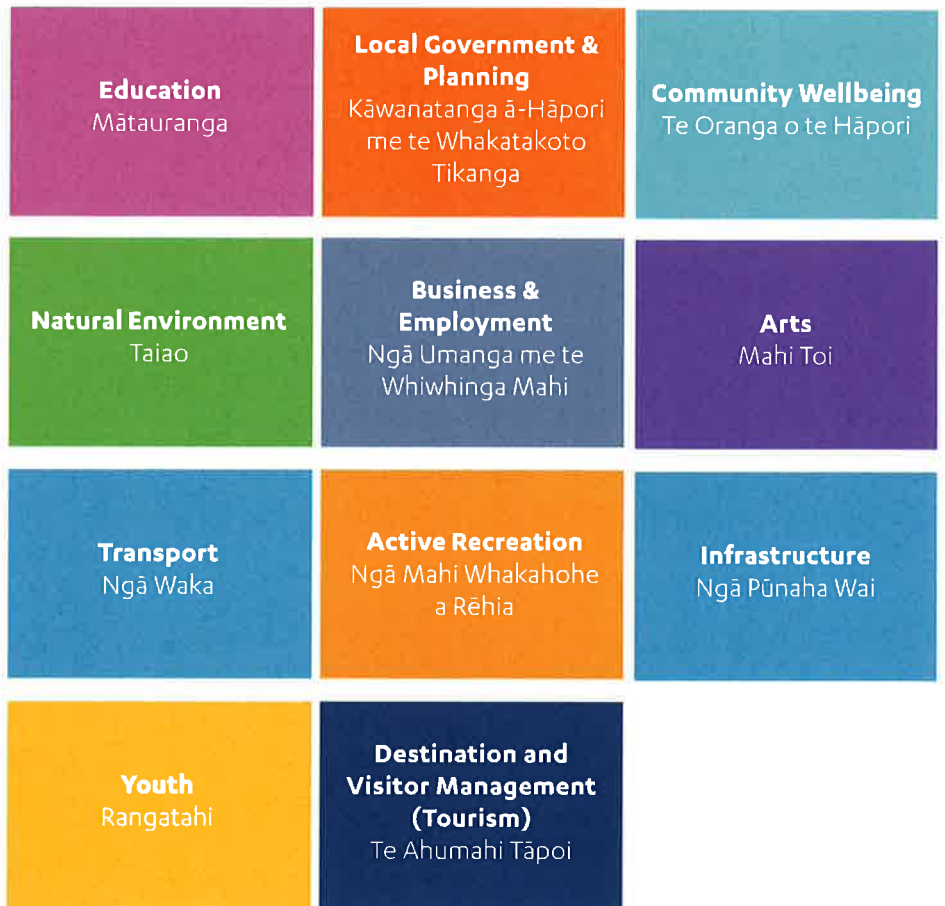 Education
Mātauranga
Local Government &
Planning
Kāwanatanga ā-Hāpori
me te Whakatakoto
Tikanga
Community Wellbeing
Te Oranga o te Hāpori
Natural Environment
Taiao
Business &
Employment
Ngā Umanga me te
Whiwhinga Mahi
Arts
Mahi Toi
Transport
Ngā Waka
Active Recreation
Ngā Mahi Whakahohe
a Rēhia
Infrastructure
Ngā Pūnaha Wai
Youth
Rangatahi
Destination and
Visitor Management
(Tourism)
Te Ahumahi Tāpoi